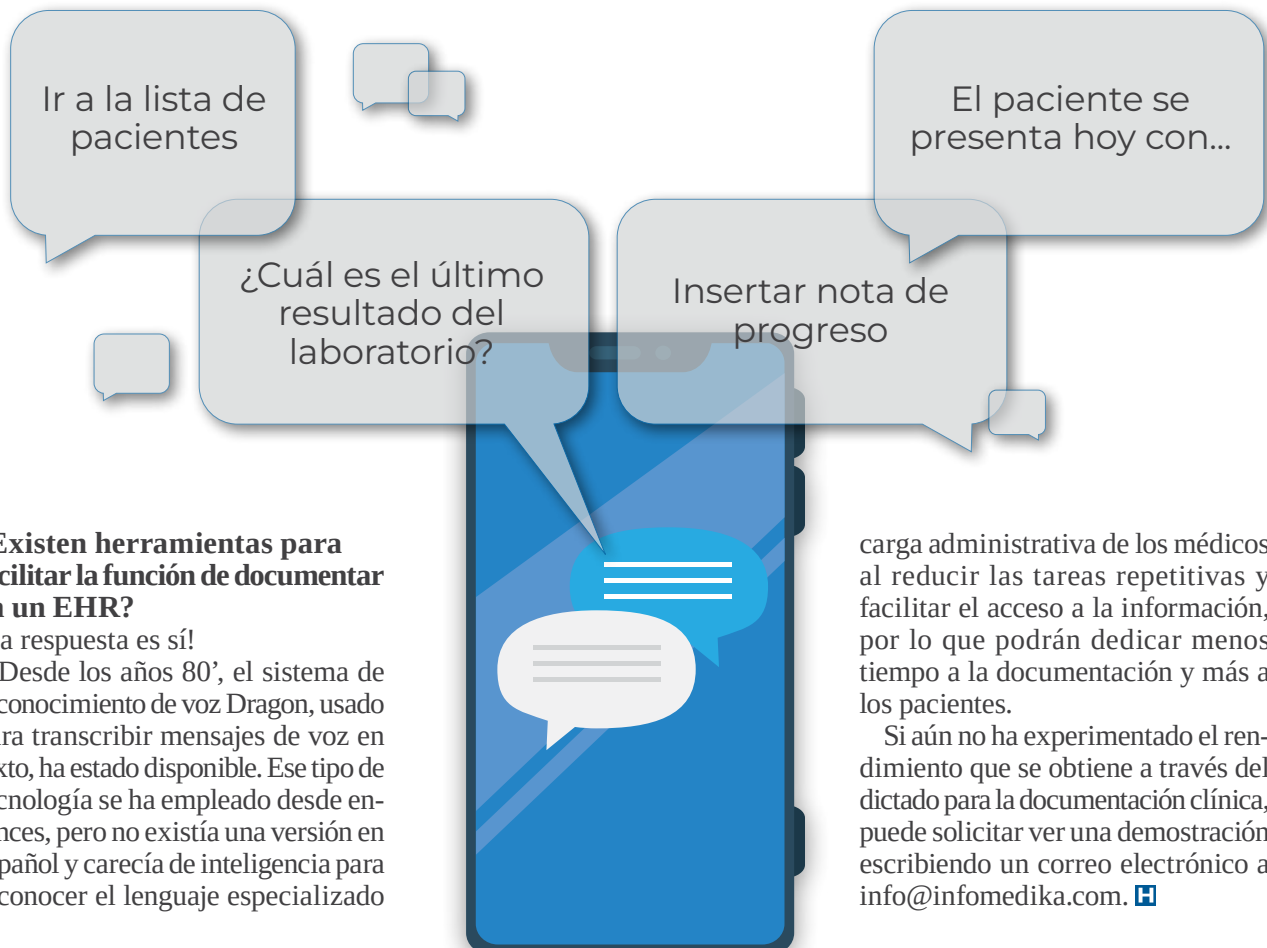 Ir a la lista de
pacientes
El paciente se
presenta hoy con...
¿Cuál es el último
resultado del
laboratorio?
Insertar nota de
progreso
Existen herramientas para
cilitar la función de documentar
n un EHR?
a respuesta es sí!
Desde los años 80’, el sistema de
conocimiento de voz Dragon, usado
ra transcribir mensajes de voz en
xto, ha estado disponible. Ese tipo de
cnología se ha empleado desde en-
nces, pero no existía una versión en
pañol y carecía de inteligencia para
conocer el lenguaje especializado
carga administrativa de los médicos
al reducir las tareas repetitivas y
facilitar el acceso a la información,
por lo que podrán dedicar menos
tiempo a la documentación y más a
los pacientes.
Si aún no ha experimentado el ren-
dimiento que se obtiene a través del
dictado para la documentación clínica,
puede solicitar ver una demostración
escribiendo un correo electrónico a
info@infomedika.com. H